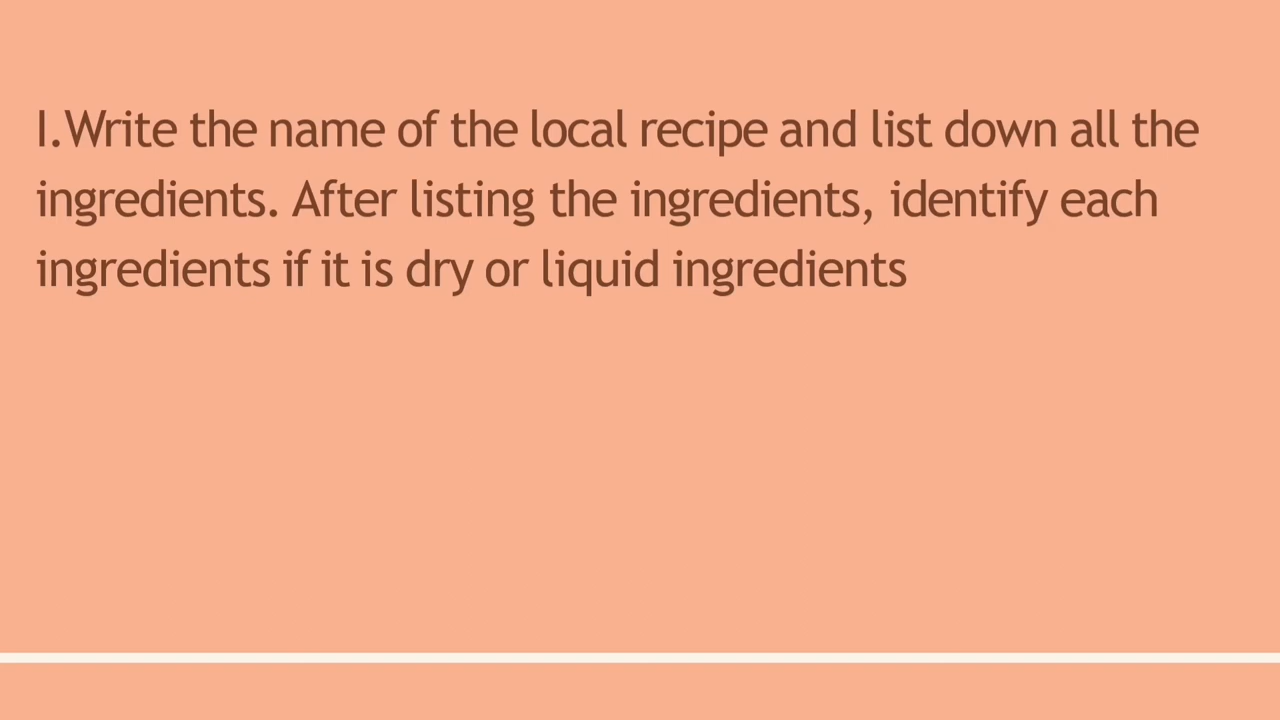 I.Write the name of the local recipe and list down all the
ingredients. After listing the ingredients, identify each
ingredients if it is dry or liquid ingredients